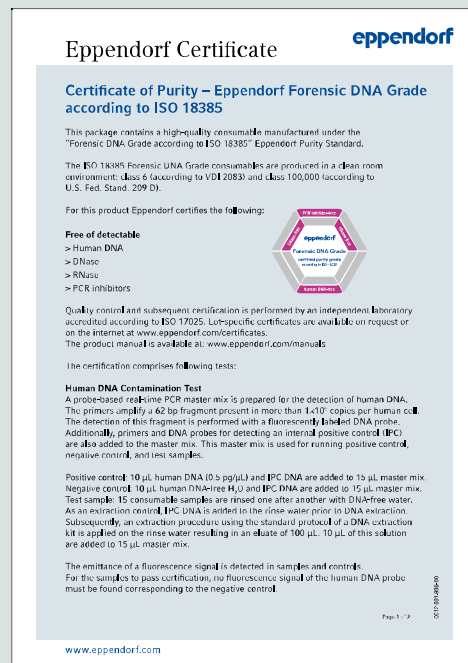 eppendorf
Eppendorf Certificate
Certificate of Purity – Eppendorf Forensic DNA Grade
according to ISO 18385
This package contains a high-quality consumable manufactured under the
“Forensic DNA Grade according to ISO 18385” Eppendorf Purity Standard.
The ISO 18385 Forensic DNA Grade consumables are produced in a clean room
environment: class 6 (according to VDI 2083) and class 100,000 (according to
U.S. Fed. Stand. 209 D).
For this product Eppendorf certifies the following:
Free of detectable
> Human DNA
> DNase
> RNase
> PCR inhibitors
PCR inhibitor-free
eppendorf
Forensic DNA Grade
certified purity grade
according to ISO 18385
Human DNA-free
Quality control and subsequent certification is performed by an independent laboratory
accredited according to ISO 17025. Lot-specific certificates are available on request or
on the internet at www.eppendorf.com/certificates.
The product manual is available at: www.eppendorf.com/manuals
The certification comprises following tests:
Human DNA Contamination Test
A probe-based real-time PCR master mix is prepared for the detection of human DNA.
The primers amplify a 62 bp fragment present in more than 1x10 copies per human cell.
The detection of this fragment is performed with a fluorescently labeled DNA probe.
Additionally, primers and DNA probes for detecting an internal positive control (IPC)
are also added to the master mix. This master mix is used for running positive control,
negative control, and test samples.
Positive control: 10 µL human DNA (0.5 pg/µL) and IPC DNA are added to 15 µL master mix.
Negative control: 10 µL human DNA-free H₂O and IPC DNA are added to 15 µL master mix.
Test sample: 15 consumable samples are rinsed one after another with DNA-free water.
As an extraction control, IPC DNA is added to the rinse water prior to DNA extraction.
Subsequently, an extraction procedure using the standard protocol of a DNA extraction
kit is applied on the rinse water resulting in an eluate of 100 µL. 10 µL of this solution
are added to 15 µL master mix.
The emittance of a fluorescence signal is detected in samples and controls.
For the samples to pass certification, no fluorescence signal of the human DNA probe
must be found corresponding to the negative control.
Page 1 of 2
www.eppendorf.com